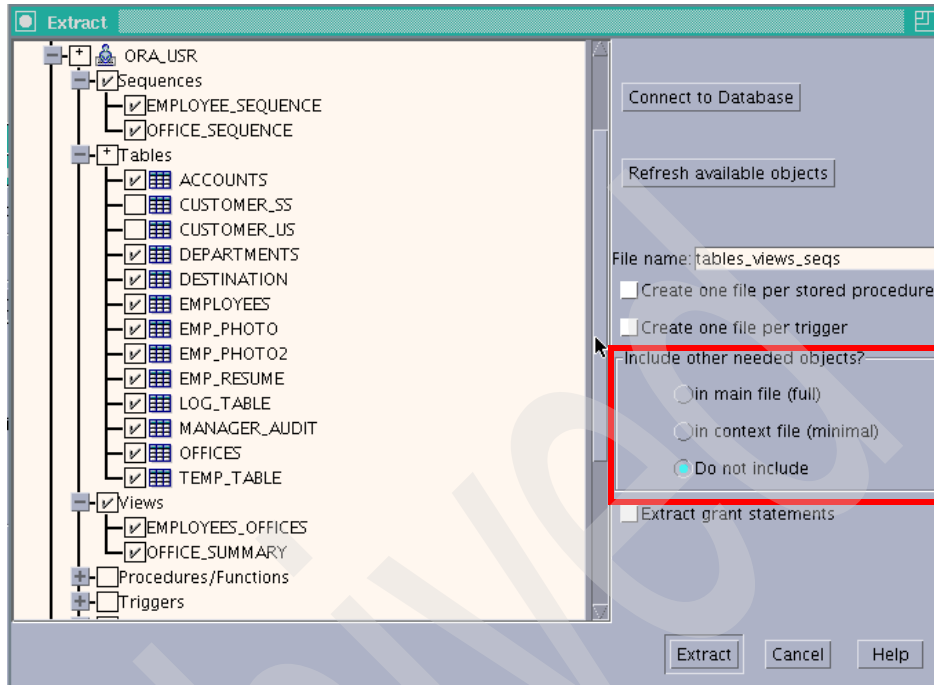 Extract
ORA_USR
Sequences
EMPLOYEE_SEQUENCE
OFFICE_SEQUENCE
Tables
ACCOUNTS
CUSTOMER_SS
CUSTOMER_US
DEPARTMENTS
DESTINATION
EMPLOYEES
EMP_PHOTO
EMP_PHOTO2
EMP_RESUME
LOG_TABLE
MANAGER_AUDIT
OFFICES
TEMP_TABLE
Views
EMPLOYEES_OFFICES
OFFICE_SUMMARY
Procedures/Functions
Triggers
Connect to Database
Refresh available objects
File name: tables_views_seqs
Create one file per stored procedure
Create one file per trigger
Include other needed objects?
in main file (full)
in context file (minimal)
Do not include
Extract grant statements
Extract Cancel Help